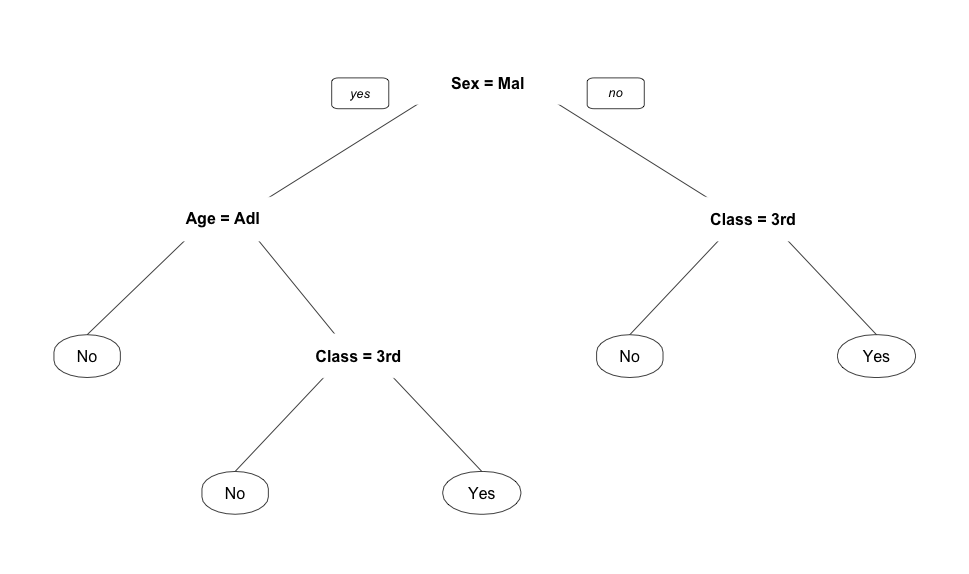 yes
Sex = Mal
no
Age = Adl
Class = 3rd
No
Class = 3rd
No
Yes
No
Yes